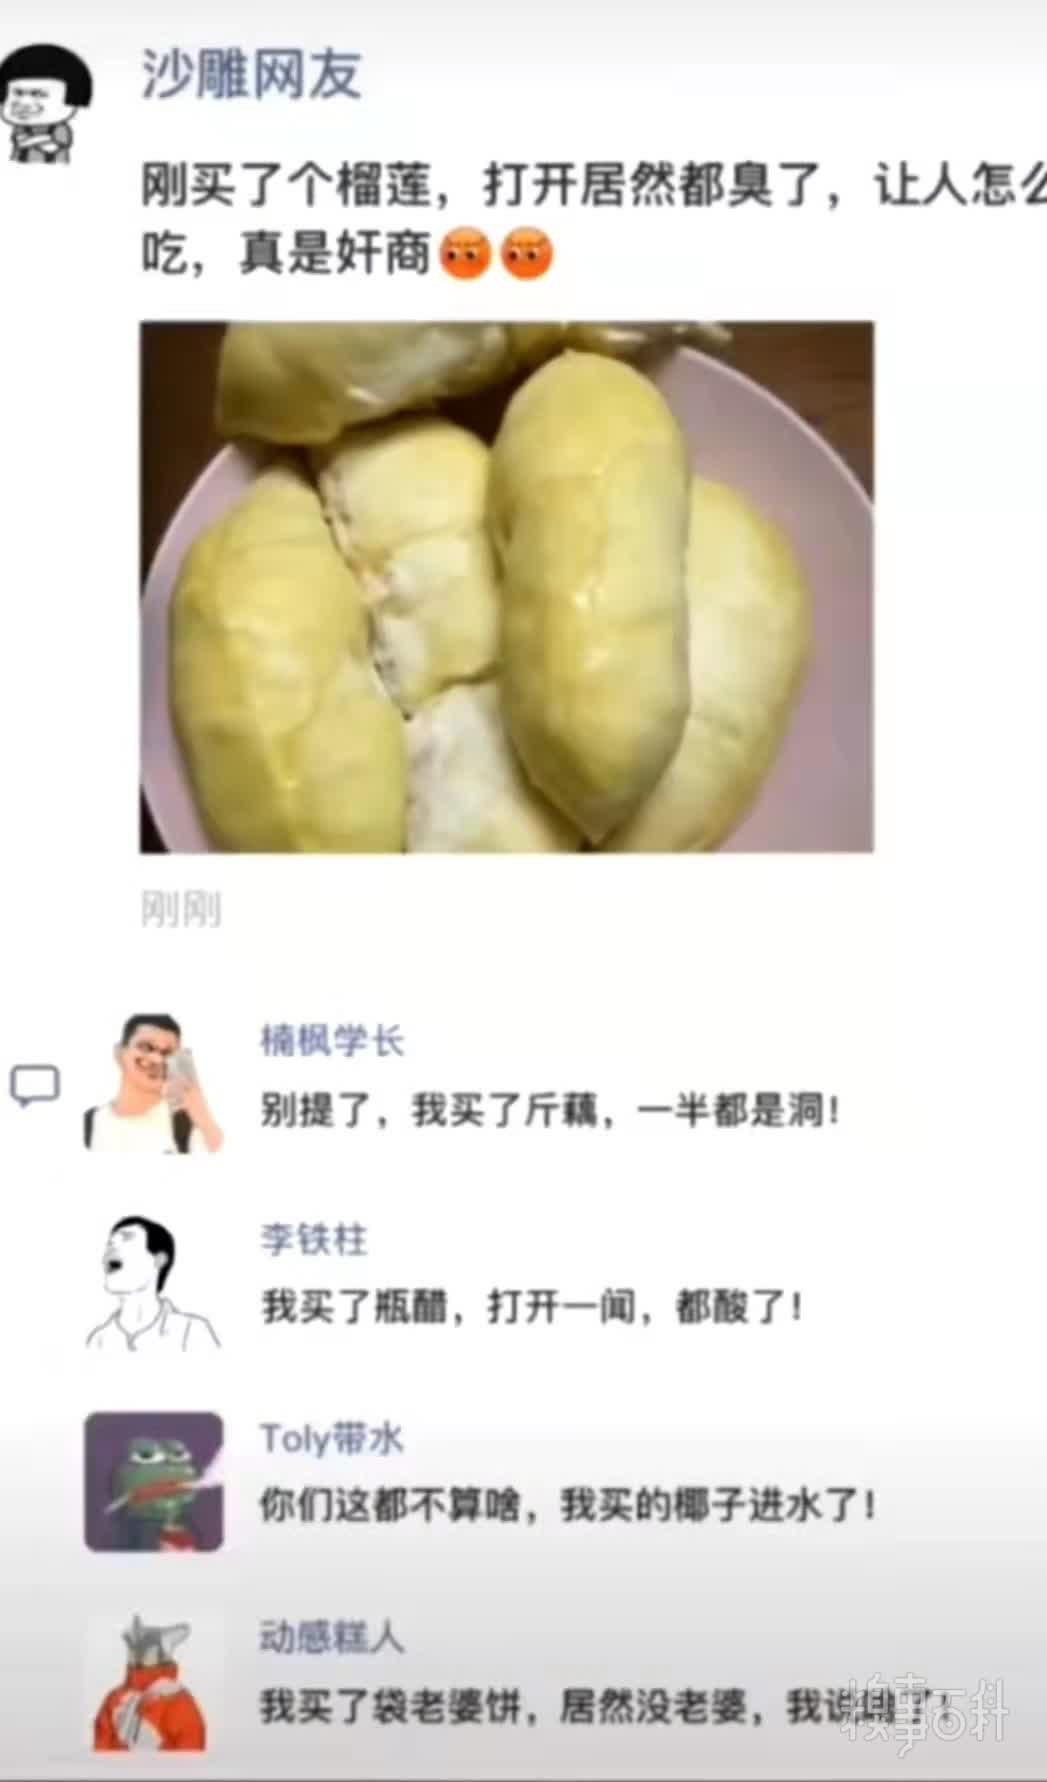 沙雕网友
刚买了个榴莲，打开居然都臭了，让人怎么
吃，真是奸商
刚刚
楠枫学长
别提了，我买了斤藕，一半都是洞！
李铁柱
我买了瓶醋，打开一闻，都酸了！
Toly带水
你们这都不算啥，我买的椰子进水了！
动感糕人
我买了袋老婆饼，居然没老婆，我说
糗事百科